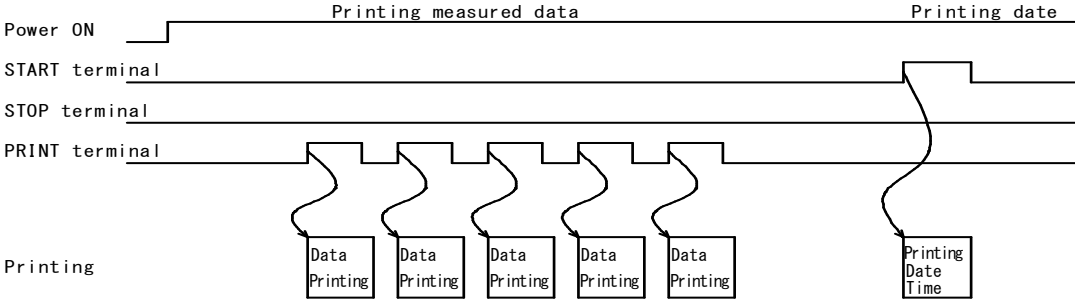 Printing measured data
Printing date
Power ON
START terminal
STOP terminal
PRINT terminal
Printing
Data
Printing
Data
Printing
Data
Printing
Data
Printing
Data
Printing
Printing
Date
Time